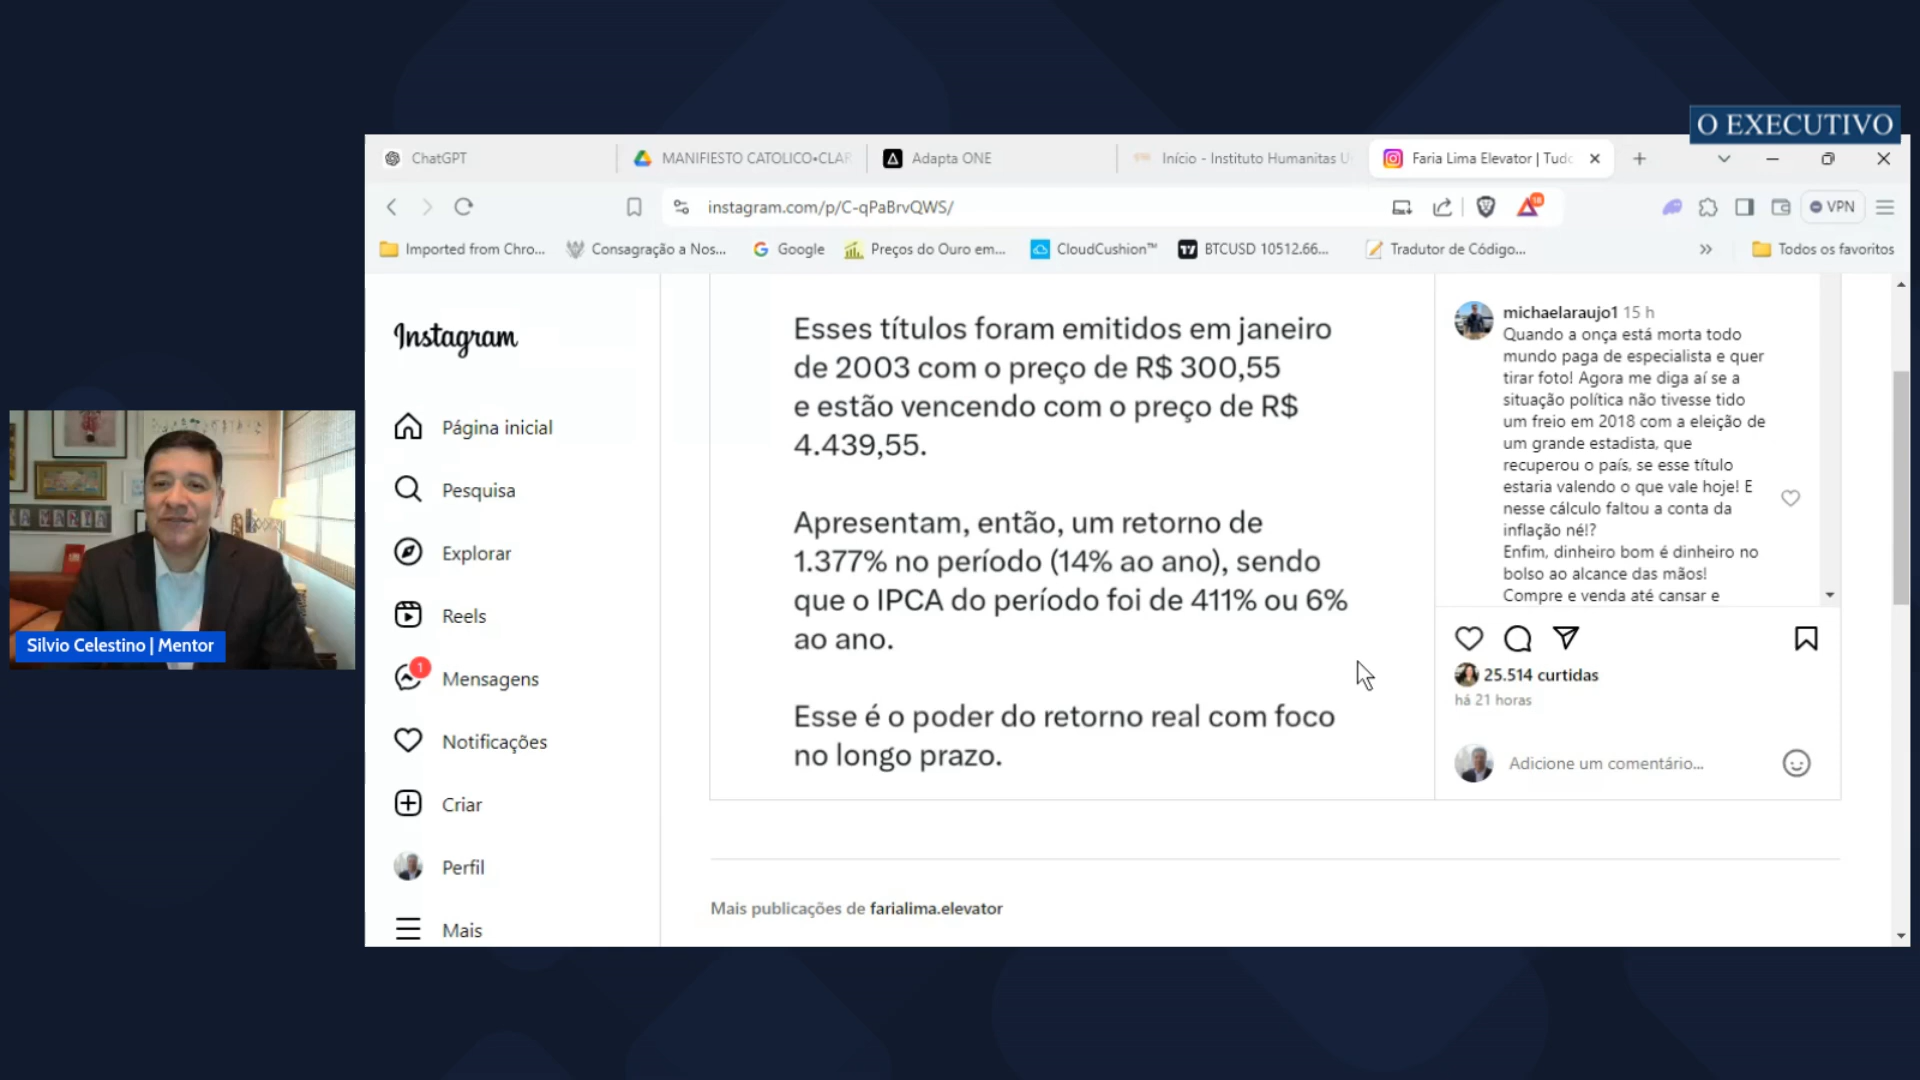 O EXECUTIVO
ChatGPT
MANIFIESTO CATOLICO•CLAR
Adapta ONE
Início - Instituto Humanitas U
Faria Lima Elevator | Tudo
instagram.com/p/C-qPaBrvQWS/
VPN
Imported from Chro...
Consagração a Nos...
Google
Preços do Ouro em...
CloudCushion™
BTCUSD 10512.66...
Tradutor de Código...
Todos os favoritos
Instagram
Página inicial
Pesquisa
Explorar
Reels
1
Mensagens
Notificações
Criar
Perfil
Mais
Silvio Celestino | Mentor
Esses títulos foram emitidos em janeiro
de 2003 com o preço de R$ 300,55
e estão vencendo com o preço de R$
4.439,55.
Apresentam, então, um retorno de
1.377% no período (14% ao ano), sendo
que o IPCA do período foi de 411% ou 6%
ao ano.
Esse é o poder do retorno real com foco
no longo prazo.
michaelaraujo1 15 h
Quando a onça está morta todo
mundo paga de especialista e quer
tirar foto! Agora me diga aí se a
situação política não tivesse tido
um freio em 2018 com a eleição de
um grande estadista, que
recuperou o país, se esse título
estaria valendo o que vale hoje! E
nesse cálculo faltou a conta da
inflação né!?
Enfim, dinheiro bom é dinheiro no
bolso ao alcance das mãos!
Compre e venda até cansar e
25.514 curtidas
há 21 horas
Adicione um comentário...
Mais publicações de farialima.elevator